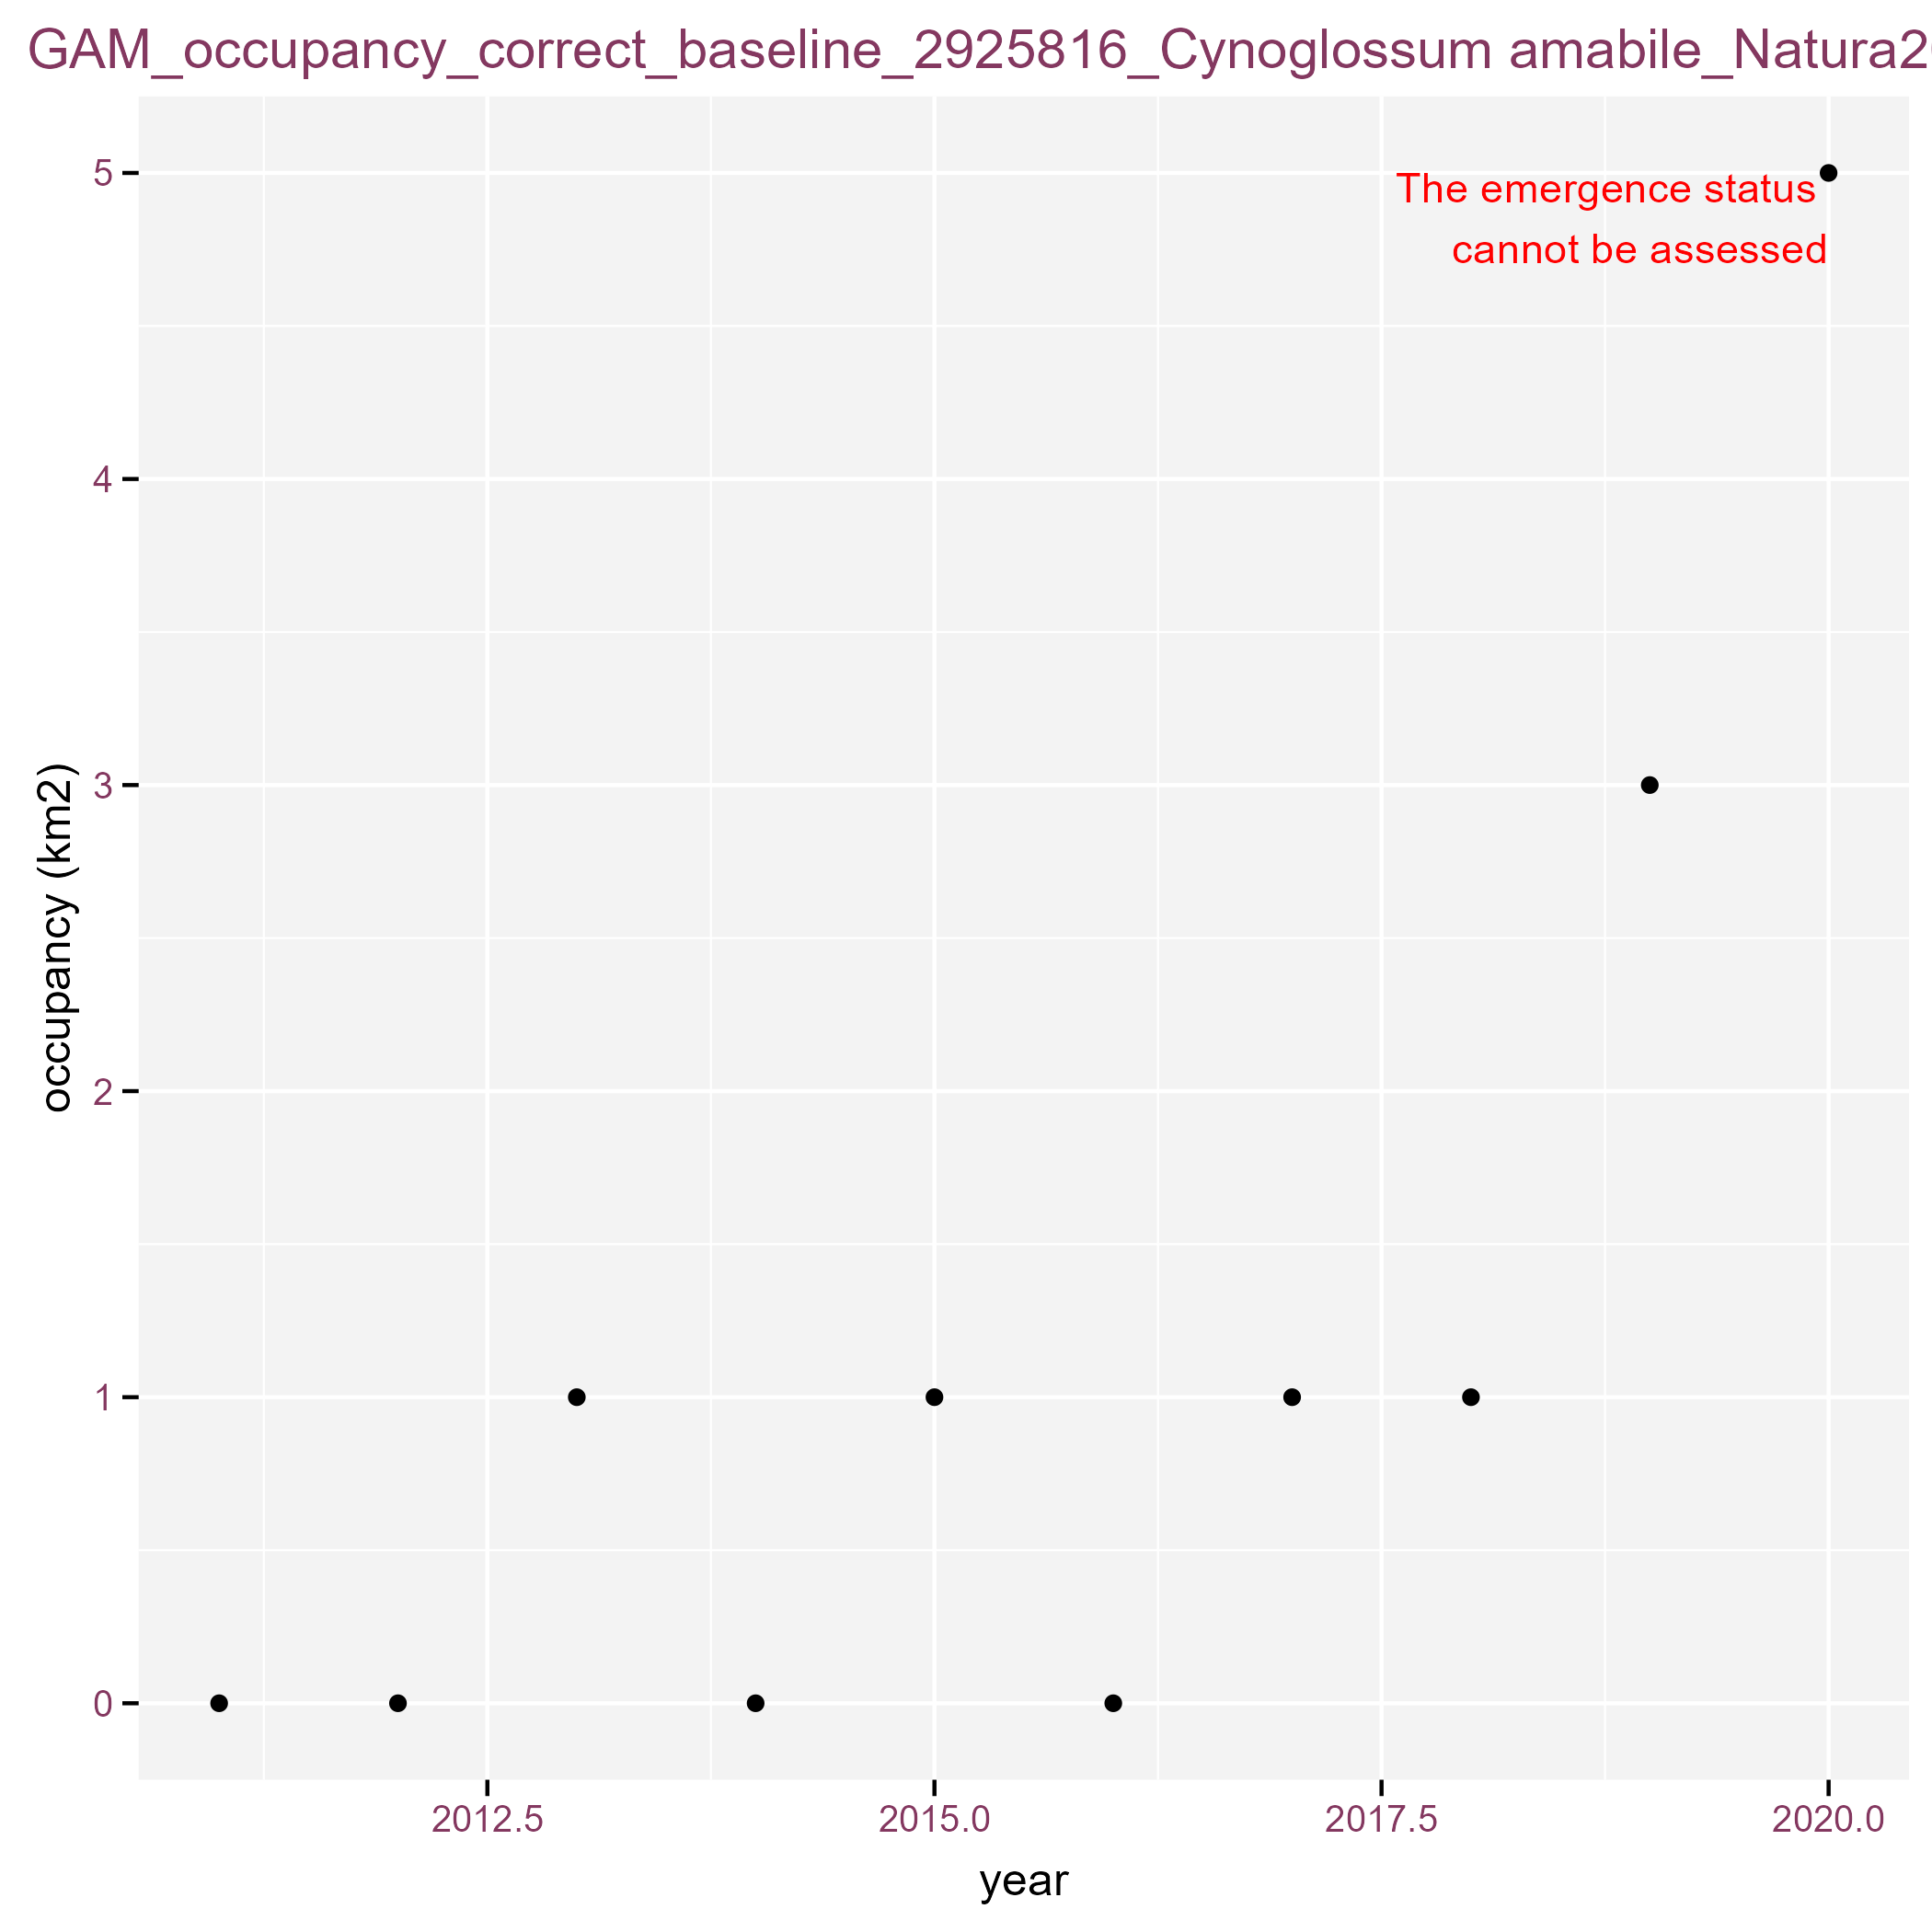 GAM_occupancy_correct_baseline_2925816_Cynoglossum amabile_Natura2
5
The emergence status
cannot be assessed
4
3
2
1
0
occupancy (km2)
2012.5
2015.0
2017.5
2020.0
year